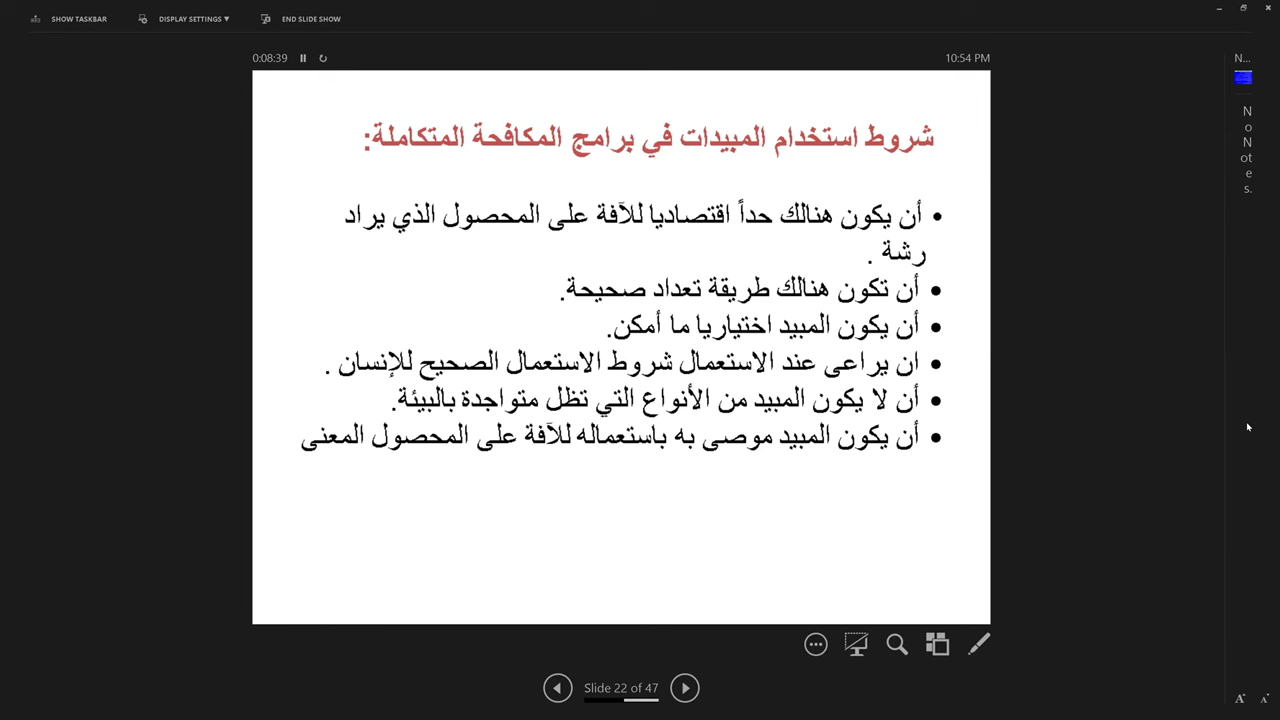 SHOW TASKBAR
DISPLAY SETTINGS ▼
END SLIDE SHOW
0:08:39
10:54 PM
N...
شروط استخدام المبيدات في برامج المكافحة المتكاملة:
• أن يكون هنالك حداً اقتصاديا للآفة على المحصول الذي يراد
رشة .
• أن تكون هنالك طريقة تعداد صحيحة.
• أن يكون المبيد اختياريا ما أمكن.
• ان يراعى عند الاستعمال شروط الاستعمال الصحيح للإنسان .
• أن لا يكون المبيد من الأنواع التي تظل متواجدة بالبيئة.
• أن يكون المبيد موصى به باستعماله للآفة على المحصول المعنى
N
o
N
ot
e
s.
Slide 22 of 47
A A